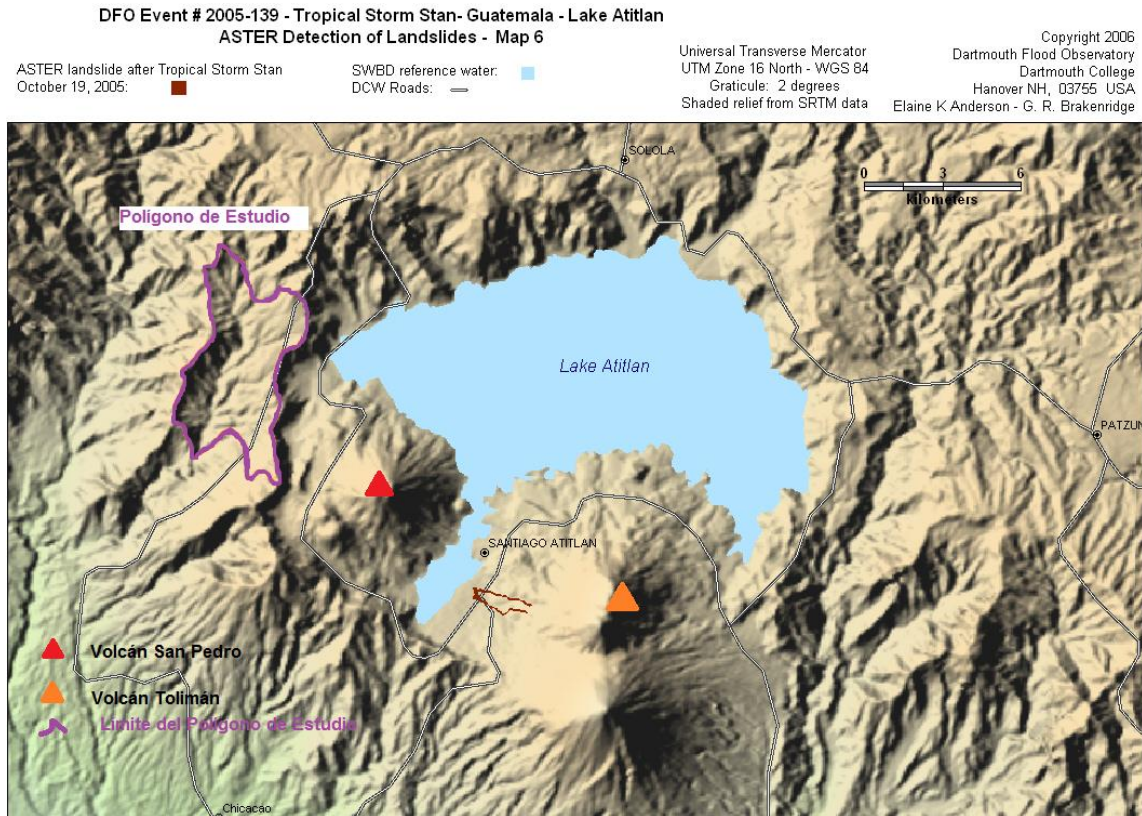 DFO Event # 2005-139 - Tropical Storm Stan- Guatemala - Lake Atitlan
ASTER Detection of Landslides - Map 6
ASTER landslide after Tropical Storm Stan
October 19, 2005:
SWBD reference water:
DCW Roads:
Universal Transverse Mercator
UTM Zone 16 North - WGS 84
Graticule: 2 degrees
Shaded relief from SRTM data
Copyright 2006
Dartmouth Flood Observatory
Dartmouth College
Hanover NH, 03755 USA
Elaine K Anderson - G. R. Brakenridge
SOLOLA
0 3 6
kilometers
Polígono de Estudio
Lake Atitlan
PATZUN
SANTIAGO ATITLAN
Volcán San Pedro
Volcán Tolimán
Límite del Polígono de Estudio
Chicacao